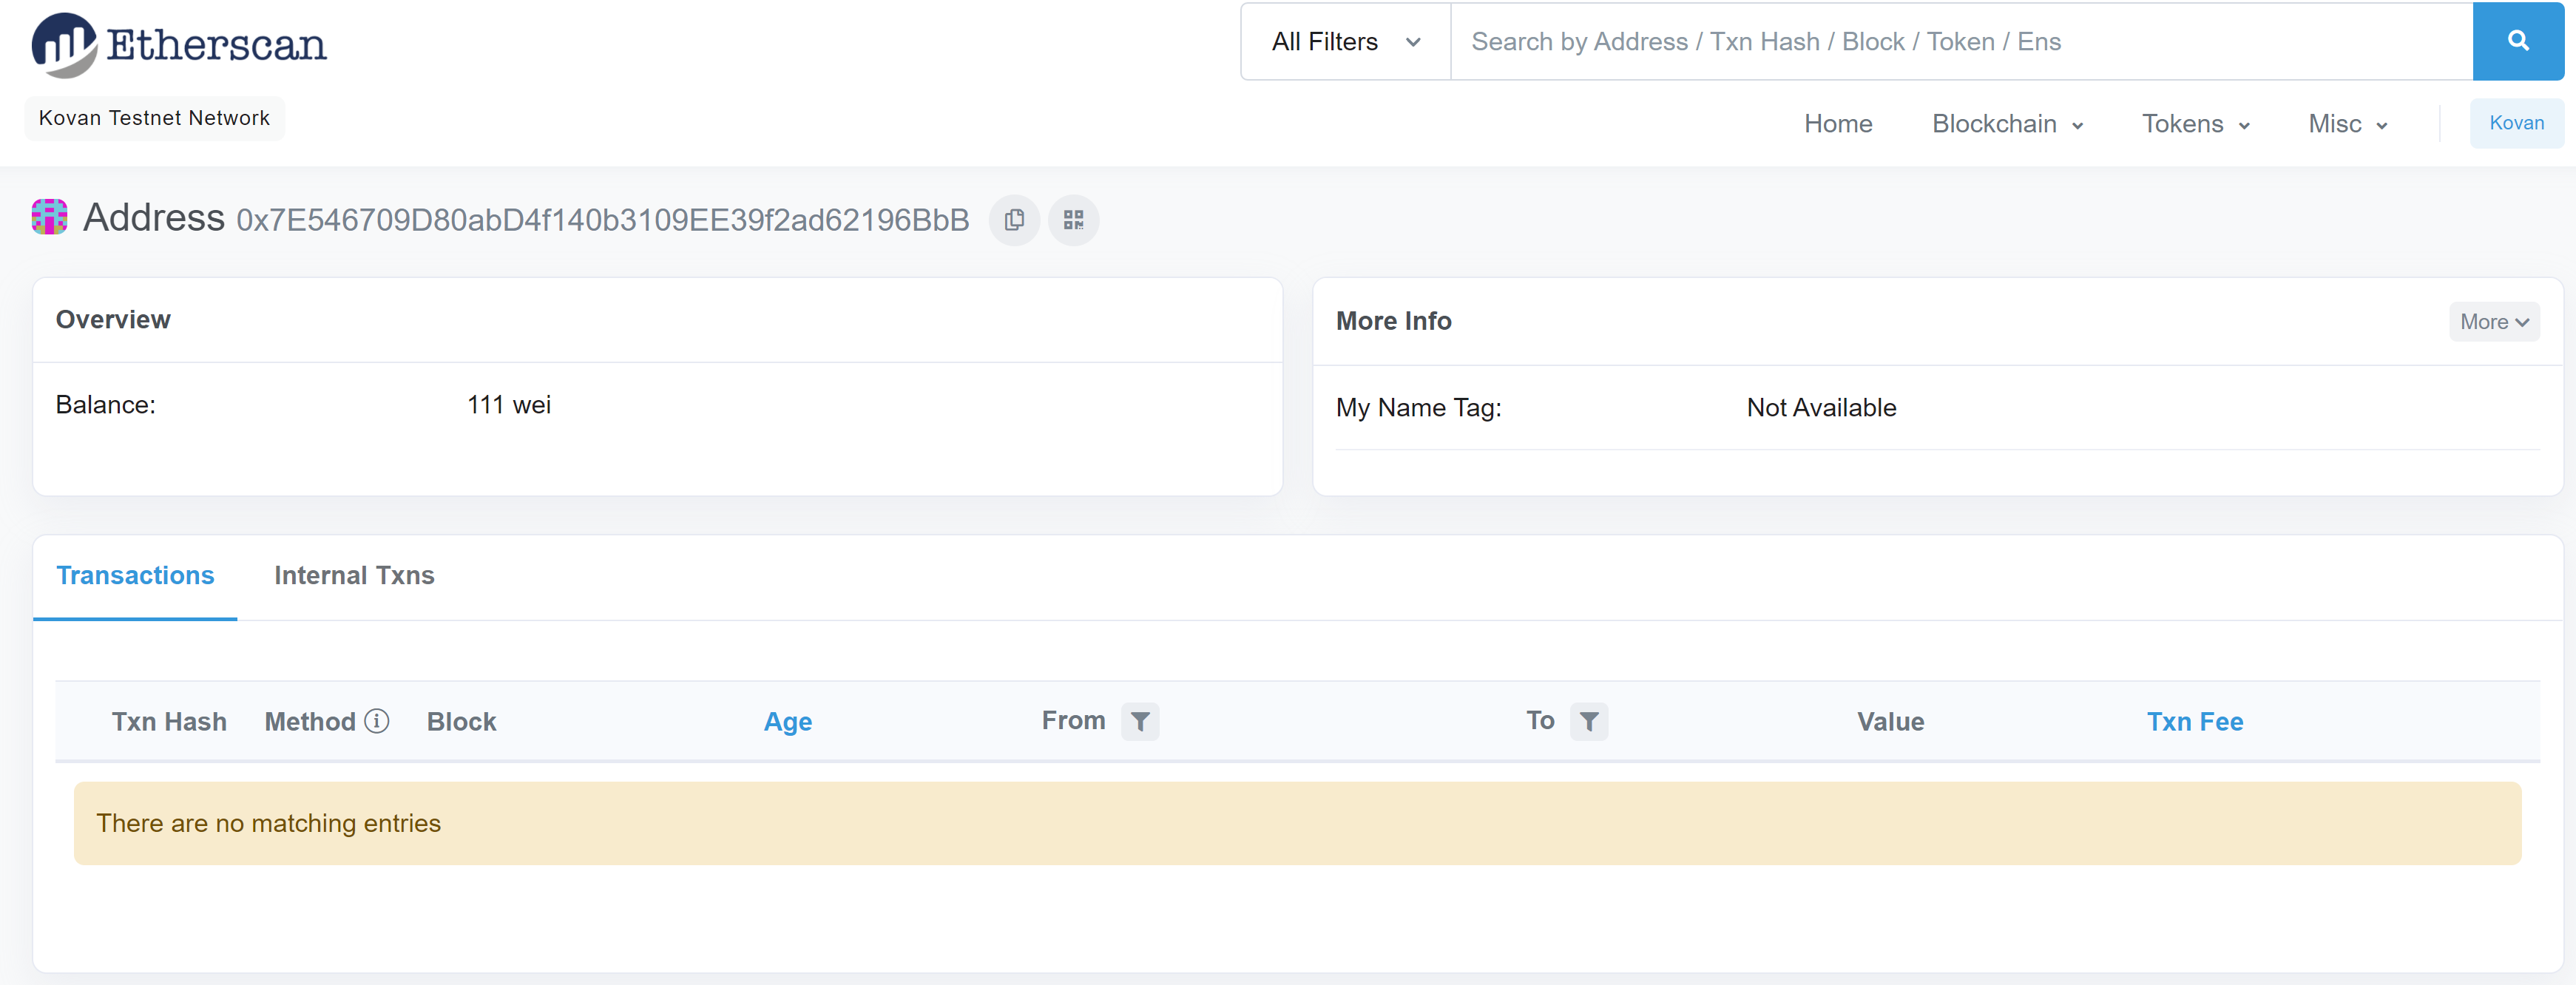 Etherscan
All Filters
Search by Address / Txn Hash / Block / Token / Ens
Kovan Testnet Network
Home Blockchain Tokens Misc Kovan
Address 0x7E546709D80abD4f140b3109EE39f2ad62196BbB
Overview
Balance: 111 wei
More Info
More
My Name Tag: Not Available
Transactions Internal Txns
Txn Hash Method Block Age From To Value Txn Fee
There are no matching entries